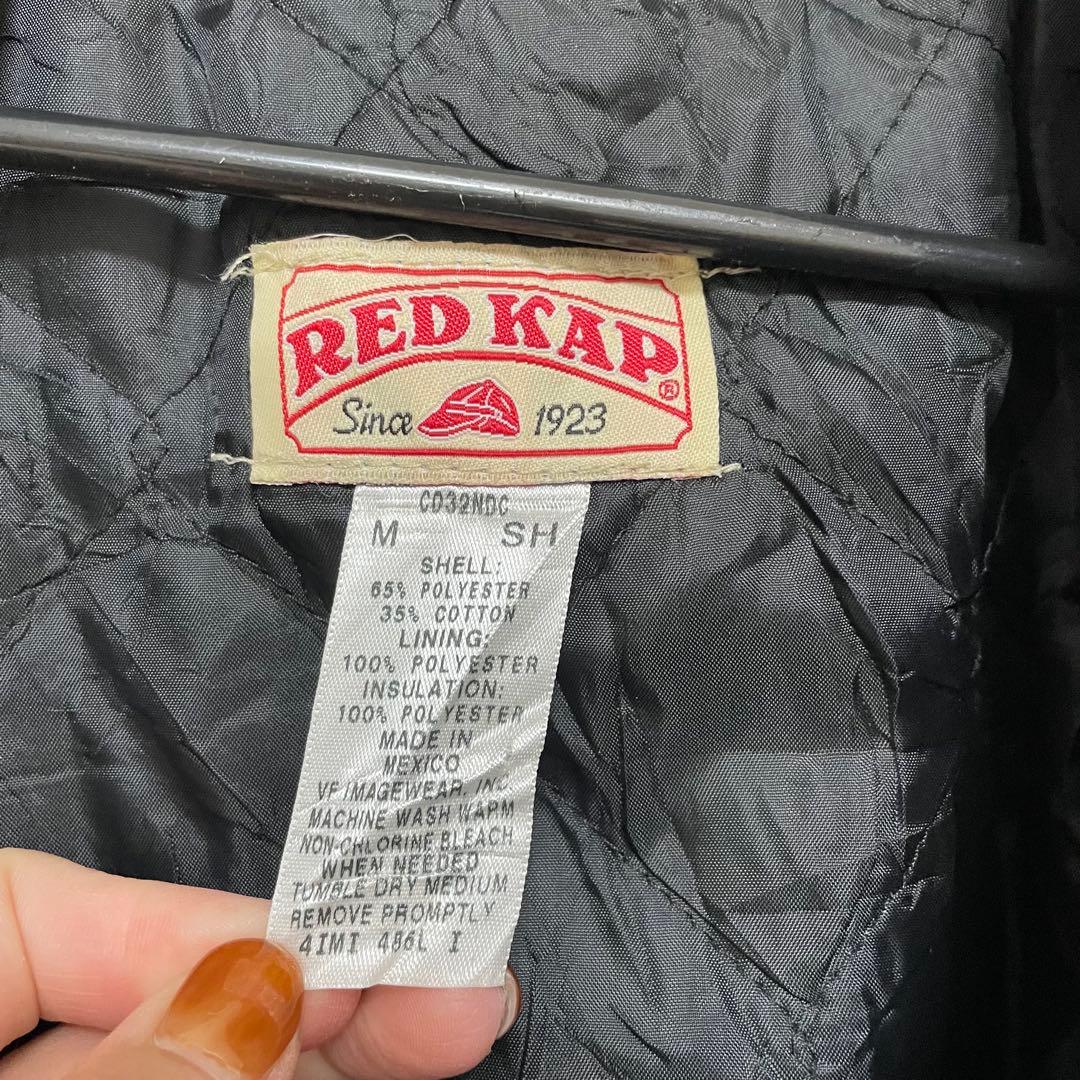 RED KAP®
Since 1923
CD32NDC
M SH
SHELL:
65% POLYESTER
35% COTTON
LINING:
100% POLYESTER
INSULATION:
100% POLYESTER
MADE IN
MEXICO
VF IMAGEWEAR, INC
MACHINE WASH WARM
NON-CHLORINE BLEACH
WHEN NEEDED
TUMBLE DRY MEDIUM
REMOVE PROMPTLY
4IMI 486L I